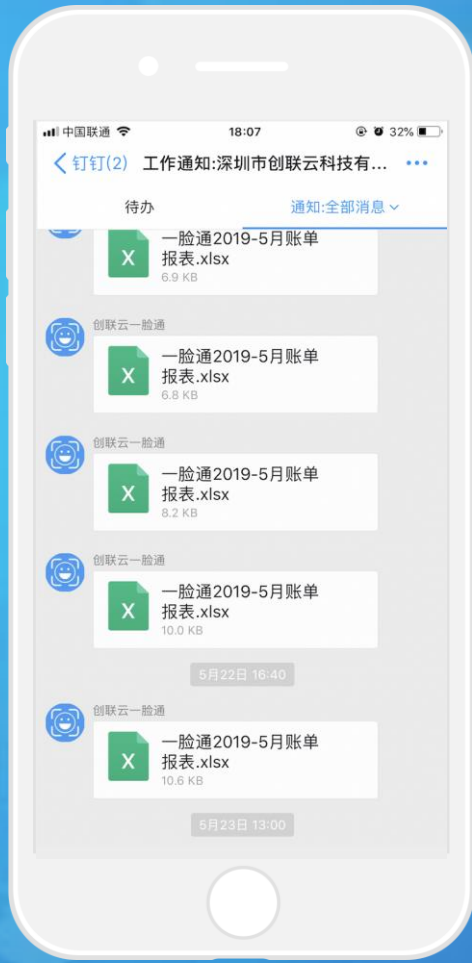 中国联通 18:07 32%
钉钉(2) 工作通知:深圳市创联云科技有... •••
待办 通知:全部消息
一脸通2019-5月账单
报表.xlsx
6.9 KB
创联云一脸通
一脸通2019-5月账单
报表.xlsx
6.8 KB
创联云一脸通
一脸通2019-5月账单
报表.xlsx
8.2 KB
创联云一脸通
一脸通2019-5月账单
报表.xlsx
10.0 KB
5月22日 16:40
创联云一脸通
一脸通2019-5月账单
报表.xlsx
10.6 KB
5月23日 13:00